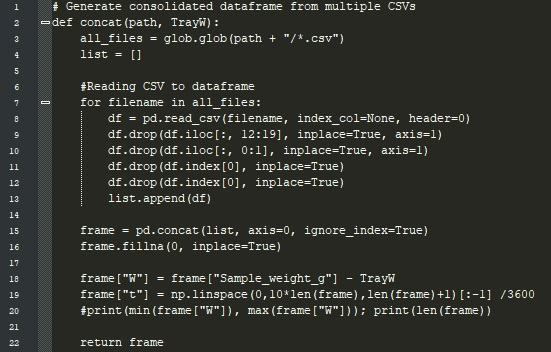 1 # Generate consolidated dataframe from multiple CSVs
2 def concat(path, TrayW):
3 all_files = glob.glob(path + "/*.csv")
4 list = []
5
6 #Reading CSV to dataframe
7 for filename in all_files:
8 df = pd.read_csv(filename, index_col=None, header=0)
9 df.drop(df.iloc[:, 12:19], inplace=True, axis=1)
10 df.drop(df.iloc[:, 0:1], inplace=True, axis=1)
11 df.drop(df.index[0], inplace=True)
12 df.drop(df.index[0], inplace=True)
13 list.append(df)
14
15 frame = pd.concat(list, axis=0, ignore_index=True)
16 frame.fillna(0, inplace=True)
17
18 frame["W"] = frame["Sample_weight_g"] - TrayW
19 frame["t"] = np.linspace(0,10*len(frame),len(frame)+1)[:-1] /3600
20 #print(min(frame["W"]), max(frame["W"])); print(len(frame))
21
22 return frame